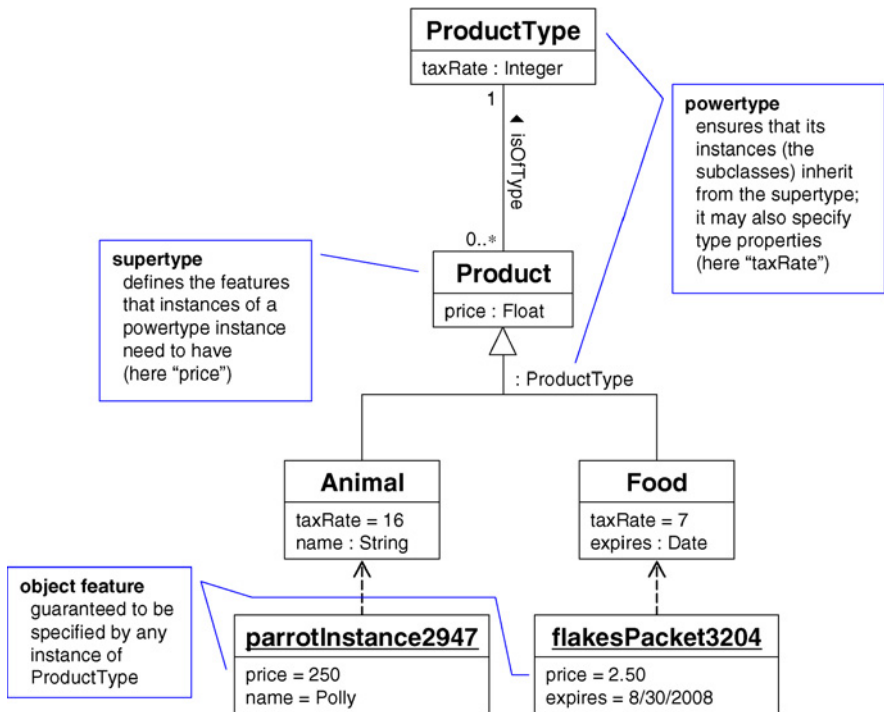 ProductType
taxRate : Integer
1
isOfType
0..*
powertype
ensures that its
instances (the
subclasses) inherit
from the supertype;
it may also specify
type properties
(here “taxRate”)
supertype
defines the features
that instances of a
powertype instance
need to have
(here “price”)
Product
price : Float
: ProductType
Animal
taxRate = 16
name : String
Food
taxRate = 7
expires : Date
object feature
guaranteed to be
specified by any
instance of
ProductType
parrotInstance2947
price = 250
name = Polly
flakesPacket3204
price = 2.50
expires = 8/30/2008